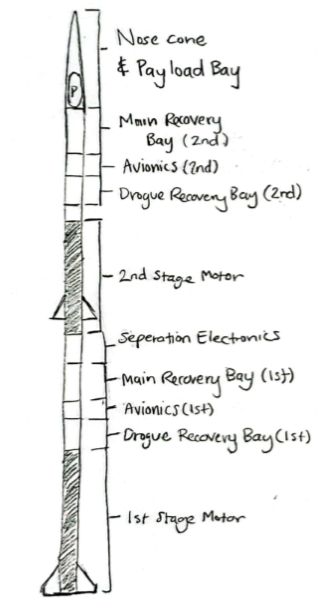 Nose cone
& Payload Bay
P
Main Recovery
Bay (2nd)
Avionics (2nd)
Drogue Recovery Bay (2nd)
2nd Stage Motor
Seperation Electronics
Main Recovery Bay (1st)
Avionics (1st)
Drogue Recovery Bay (1st)
1st Stage Motor